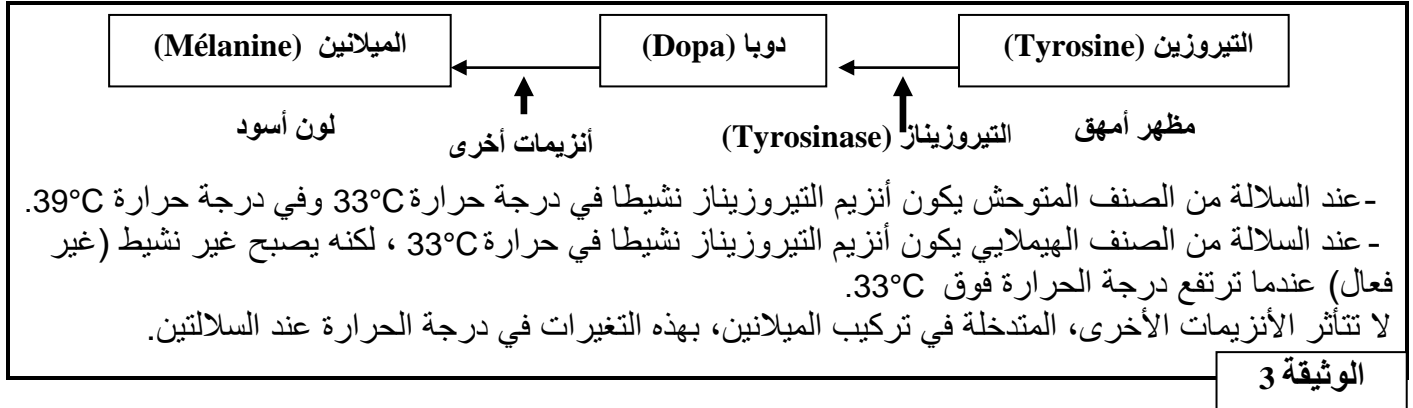 التيروزين (Tyrosine)
دوبا (Dopa)
الميلانين (Mélanine)
مظهر أمهق
التيروزيناز (Tyrosinase)
أنزيمات أخرى
لون أسود
-عند السلالة من الصنف المتوحش يكون أنزيم التيروزيناز نشيطا في درجة حرارة 33°C وفي درجة حرارة 39°C.
- عند السلالة من الصنف الهيملايي يكون أنزيم التيروزيناز نشيطا في حرارة 33°C ، لكنه يصبح غير نشيط (غير
فعال) عندما ترتفع درجة الحرارة فوق 33°C.
لا تتأثر الأنزيمات الأخرى، المتدخلة في تركيب الميلانين، بهذه التغيرات في درجة الحرارة عند السلالتين.
الوثيقة 3